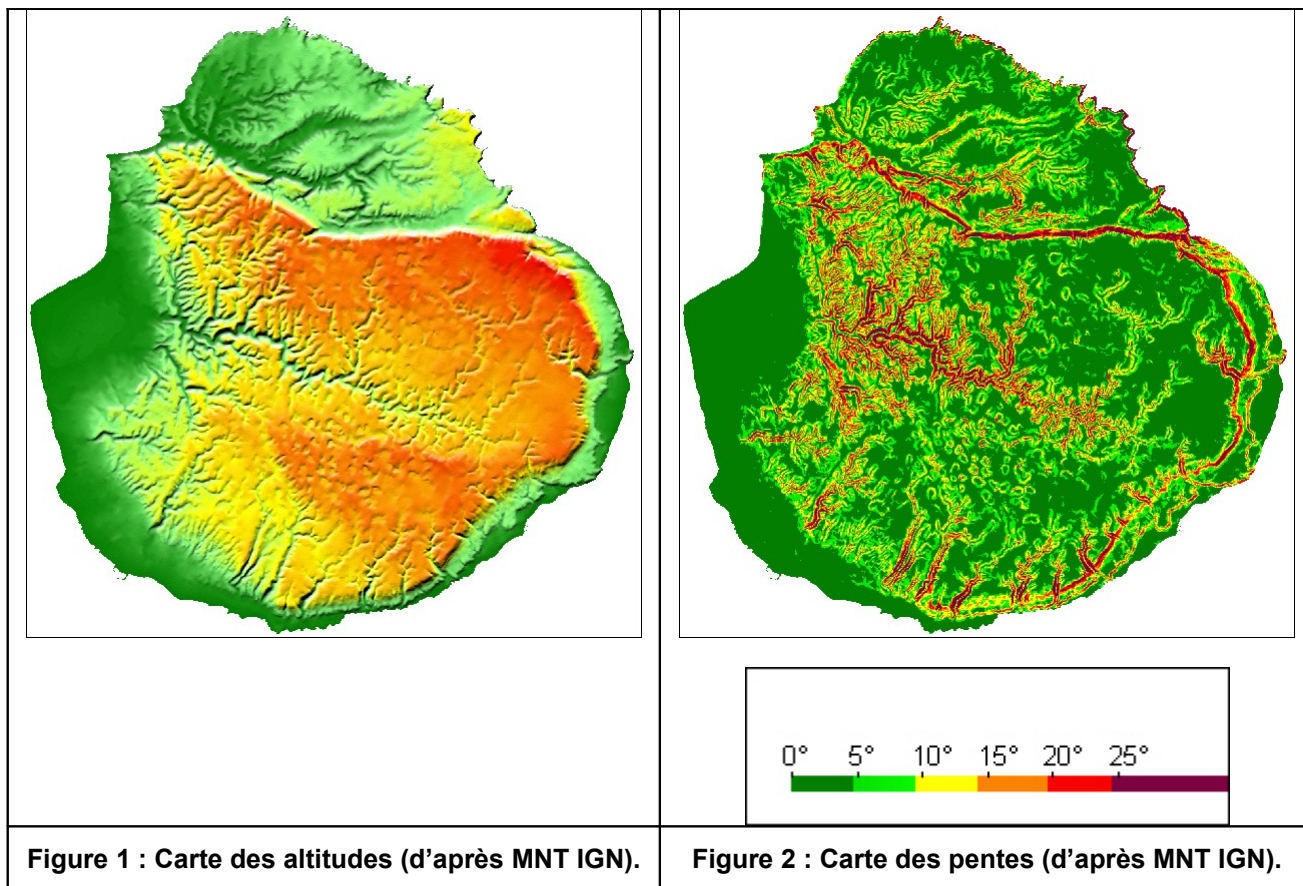 0° 5° 10° 15° 20° 25°
Figure 1 : Carte des altitudes (d’après MNT IGN).
Figure 2 : Carte des pentes (d’après MNT IGN).